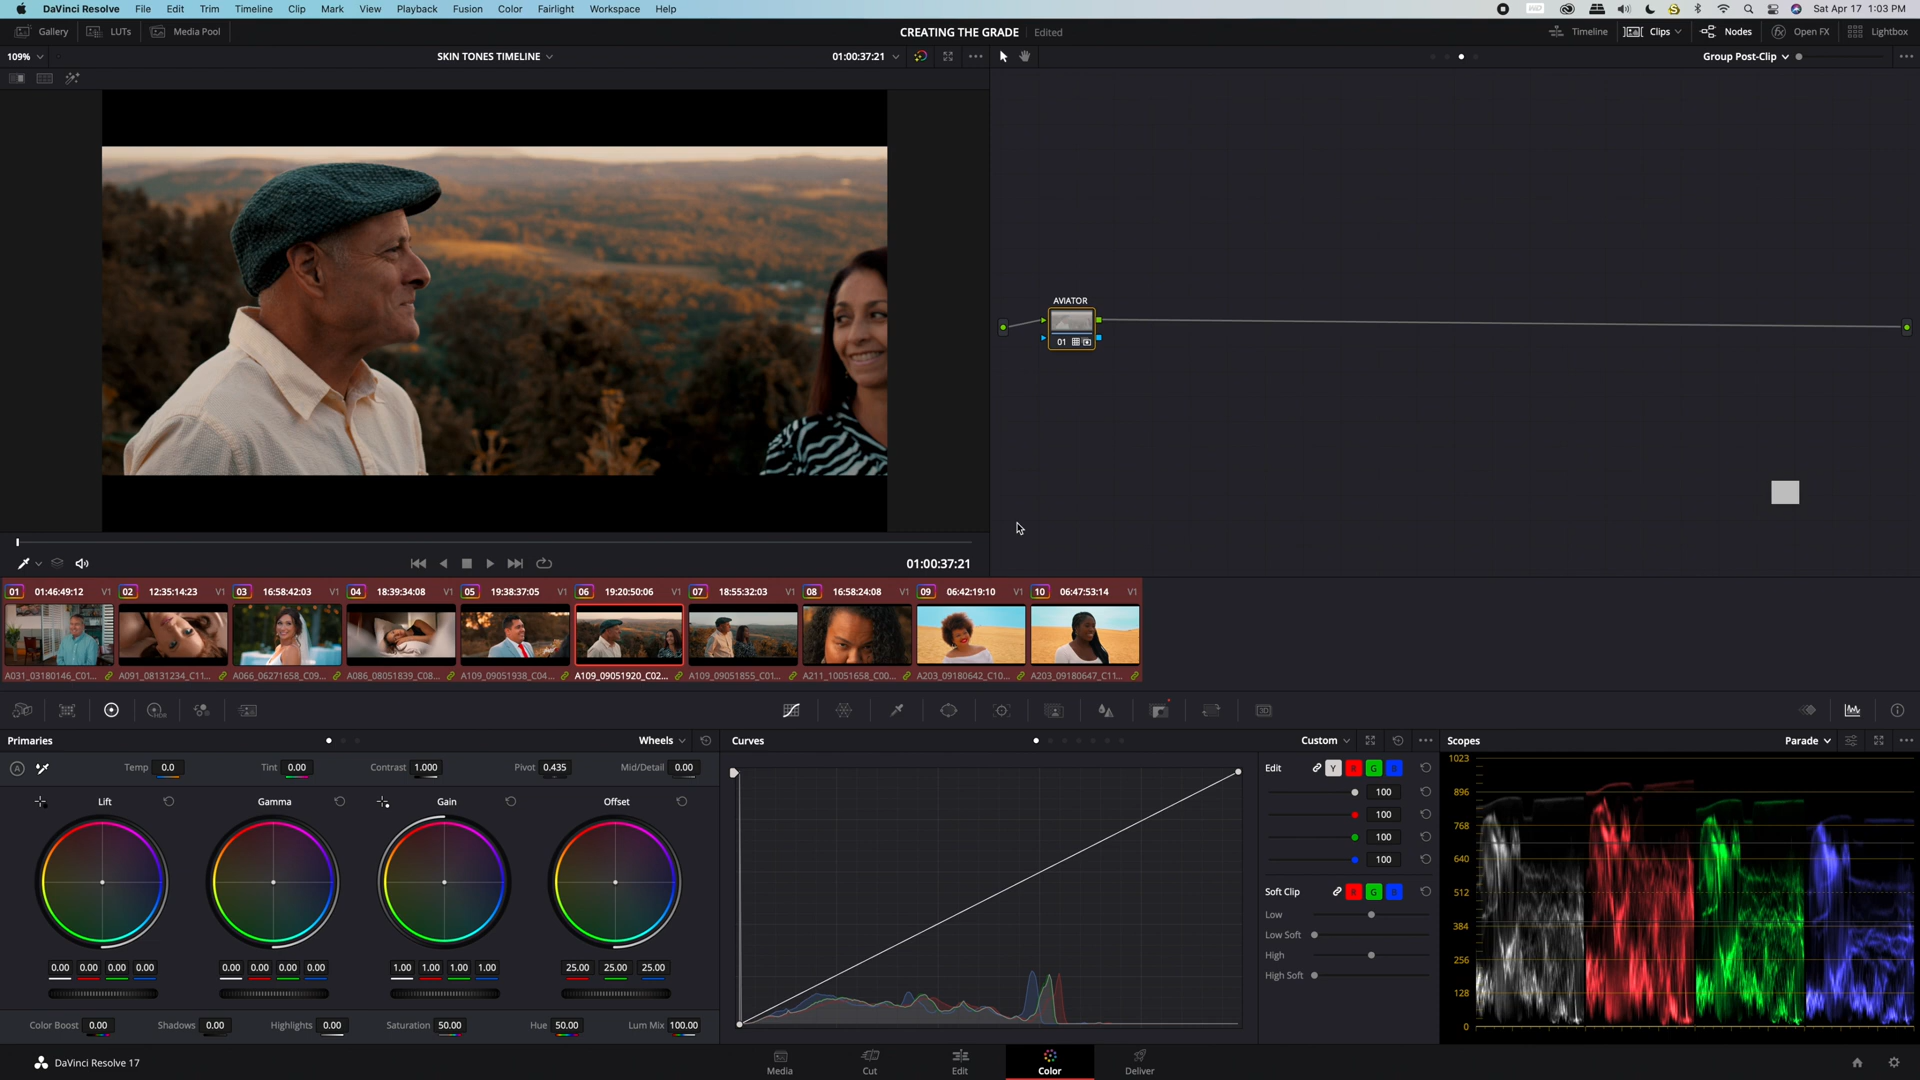 DaVinci Resolve File Edit Trim Timeline Clip Mark View Playback Fusion Color Fairlight Workspace Help Sat Apr 17 1:03 PM
Gallery LUTs Media Pool CREATING THE GRADE Edited Timeline Clips Nodes Open FX Lightbox
109% SKIN TONES TIMELINE 01:00:37:21 Group Post-Clip
AVIATOR
01
01:00:37:21
01 01:46:49:12 V1 02 12:35:14:23 V1 03 16:58:42:03 V1 04 18:39:34:08 V1 05 19:38:37:05 V1 06 19:20:50:06 V1 07 18:55:32:03 V1 08 16:58:24:08 V1 09 06:42:19:10 V1 10 06:47:53:14 V1
A031_03180146_C01... A091_08131234_C11... A066_06271658_C09... A086_08051839_C08... A109_09051938_C04... A109_09051920_C02... A109_09051855_C01... A211_10051658_C00... A203_09180642_C10... A203_09180647_C11...
HDR 3D
Primaries Wheels Curves Custom Scopes Parade
A Temp 0.0 Tint 0.00 Contrast 1.000 Pivot 0.435 Mid/Detail 0.00
Lift Gamma Gain Offset
0.00 0.00 0.00 0.00 0.00 0.00 0.00 0.00 1.00 1.00 1.00 1.00 25.00 25.00 25.00
Color Boost 0.00 Shadows 0.00 Highlights 0.00 Saturation 50.00 Hue 50.00 Lum Mix 100.00
Edit Y R G B
100
100
100
100
Soft Clip R G B
Low
Low Soft
High
High Soft
1023
896
768
640
512
384
256
128
0
DaVinci Resolve 17 Media Cut Edit Color Deliver